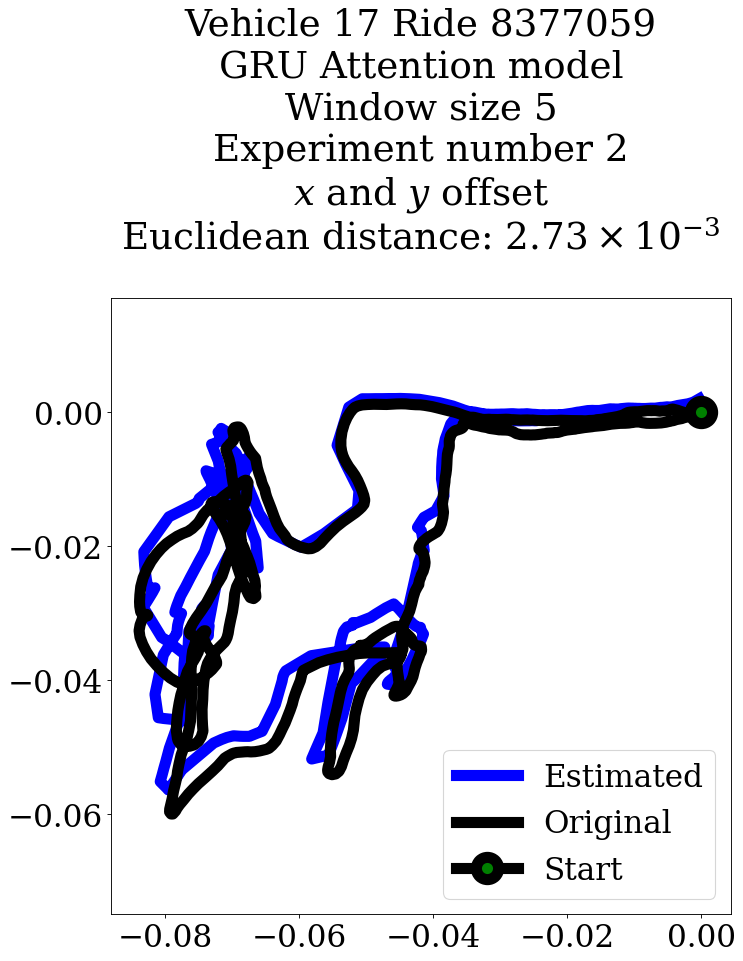 Vehicle 17 Ride 8377059
GRU Attention model
Window size 5
Experiment number 2
x and y offset
Euclidean distance: 2.73 × 10⁻³
0.00
−0.02
−0.04
−0.06
Estimated
Original
Start
−0.08 −0.06 −0.04 −0.02 0.00